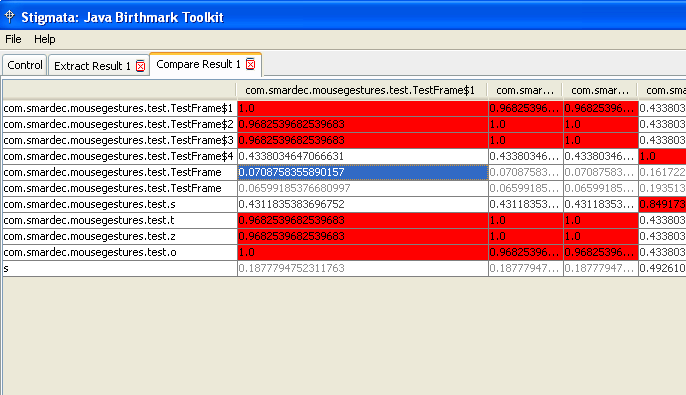 Stigmata: Java Birthmark Toolkit
File Help
Control Extract Result 1 Compare Result 1
com.smardec.mousegestures.test.TestFrame$1 com.smar... com.smar... com.sma
com.smardec.mousegestures.test.TestFrame$1 1.0 0.96825396... 0.96825396... 0.433803
com.smardec.mousegestures.test.TestFrame$2 0.9682539682539683 1.0 1.0 0.433803
com.smardec.mousegestures.test.TestFrame$3 0.9682539682539683 1.0 1.0 0.433803
com.smardec.mousegestures.test.TestFrame$4 0.4338034647066631 0.43380346... 0.43380346... 1.0
com.smardec.mousegestures.test.TestFrame 0.0708758355890157 0.07087583... 0.07087583... 0.161722
com.smardec.mousegestures.test.TestFrame 0.06599185376680997 0.06599185... 0.06599185... 0.193513
com.smardec.mousegestures.test.s 0.4311835383696752 0.43118353... 0.43118353... 0.849173
com.smardec.mousegestures.test.t 0.9682539682539683 1.0 1.0 0.433803
com.smardec.mousegestures.test.z 0.9682539682539683 1.0 1.0 0.433803
com.smardec.mousegestures.test.o 1.0 0.96825396... 0.96825396... 0.433803
s 0.1877794752311763 0.18777947... 0.18777947... 0.492610